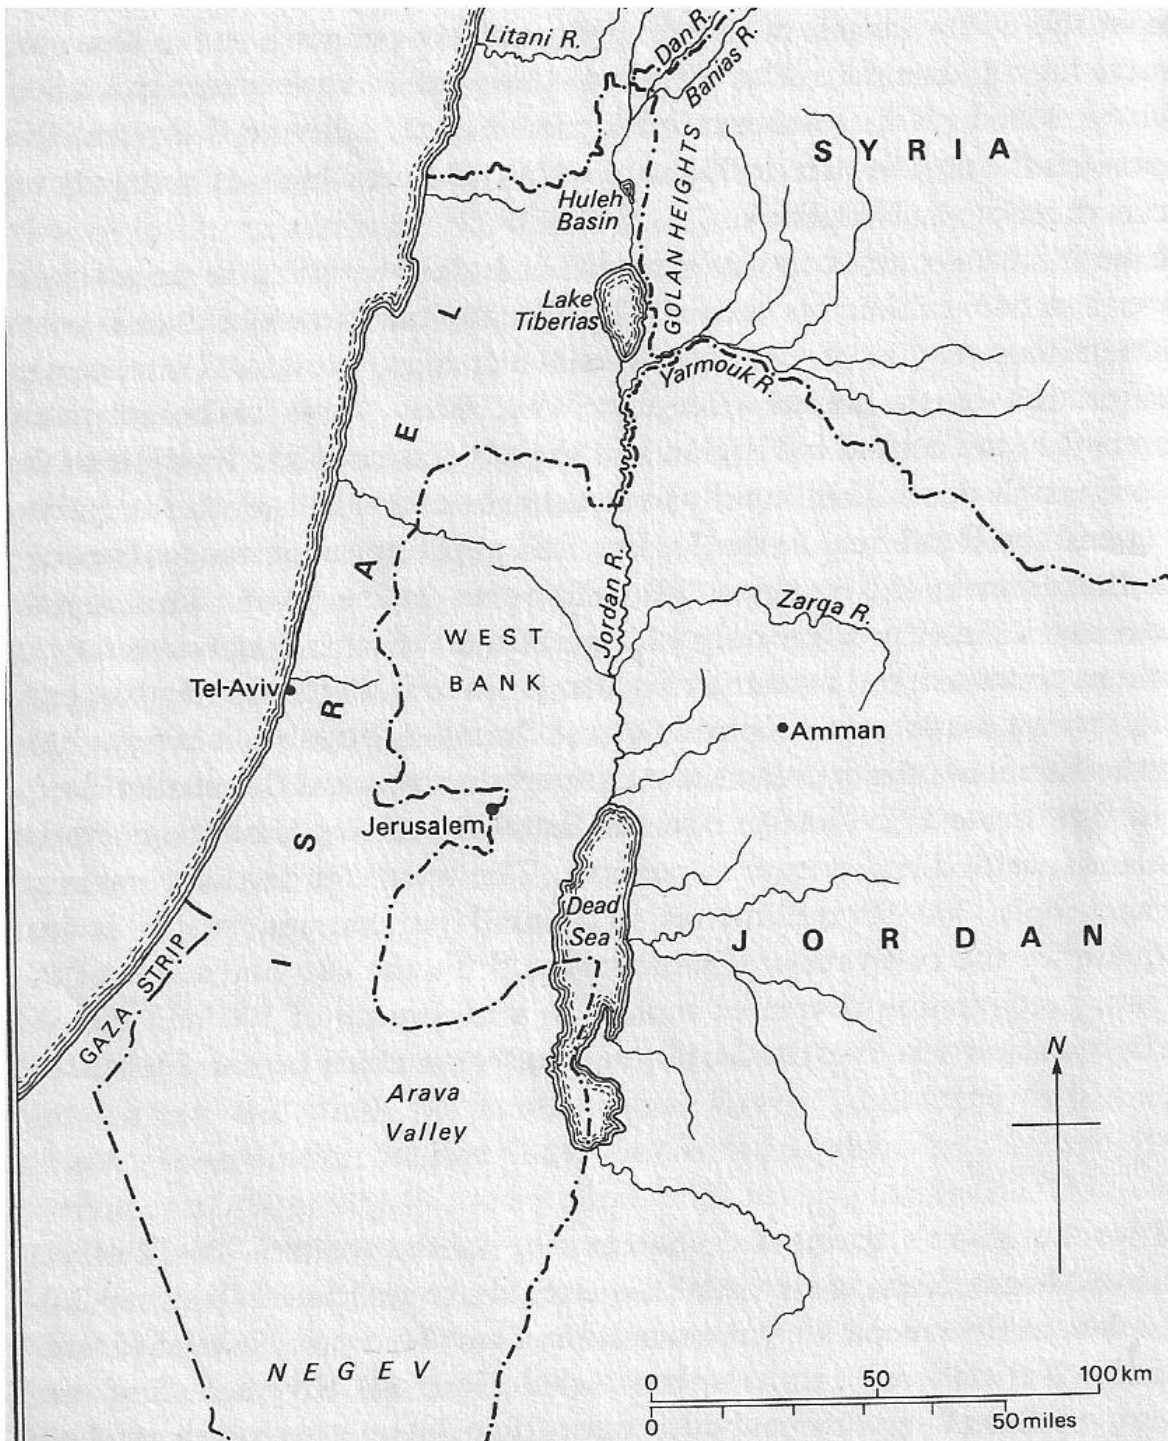 Litani R.
Dan R.
Banias R.
SYRIA
Huleh
Basin
GOLAN HEIGHTS
Lake
Tiberias
Yarmouk R.
ISRAEL
Jordan R.
Zarqa R.
WEST
BANK
Tel-Aviv
Amman
Jerusalem
Dead
Sea
JORDAN
GAZA STRIP
Arava
Valley
N
NEGEV
0 50 100 km
0 50 miles